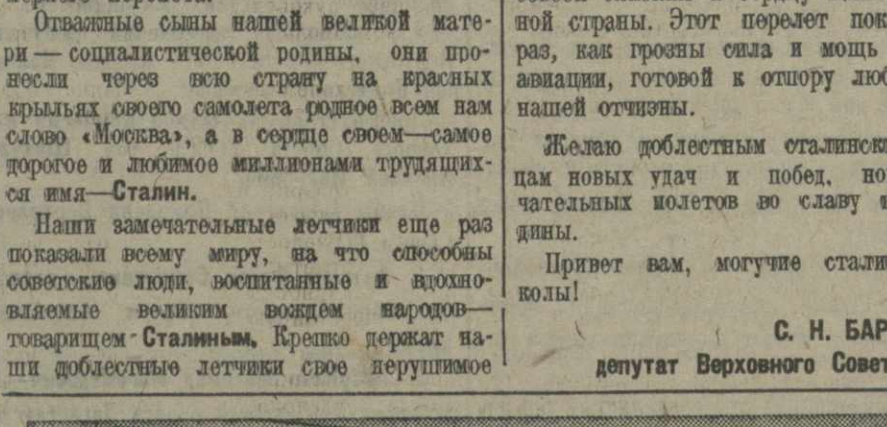 Отважные сыны нашей великой мате-
ри — социалистической родины, они про-
несли через всю страну на красных
крыльях своего самолета родное всем нам
слово «Москва», а в сердце своем—самое
дорогое и любимое миллионами трудящих-
ся имя—Сталин.
Наши замечательные летчики еще раз
показали всему миру, на что способны
советские люди, воспитанные и вдохно-
вляемые великим вождем народов—
товарищем Сталиным. Крепко держат на-
ши доблестные летчики свое нерушимое
ной страны. Этот перелет пок
раз, как грозны сила и мощь
авиации, готовой к отпору люб
нашей отчизны.
Желаю доблестным сталинск
цам новых удач и побед, но
чательных полетов во славу
дины.
Привет вам, могучие стали
колы!
С. Н. БАР
депутат Верховного Совет